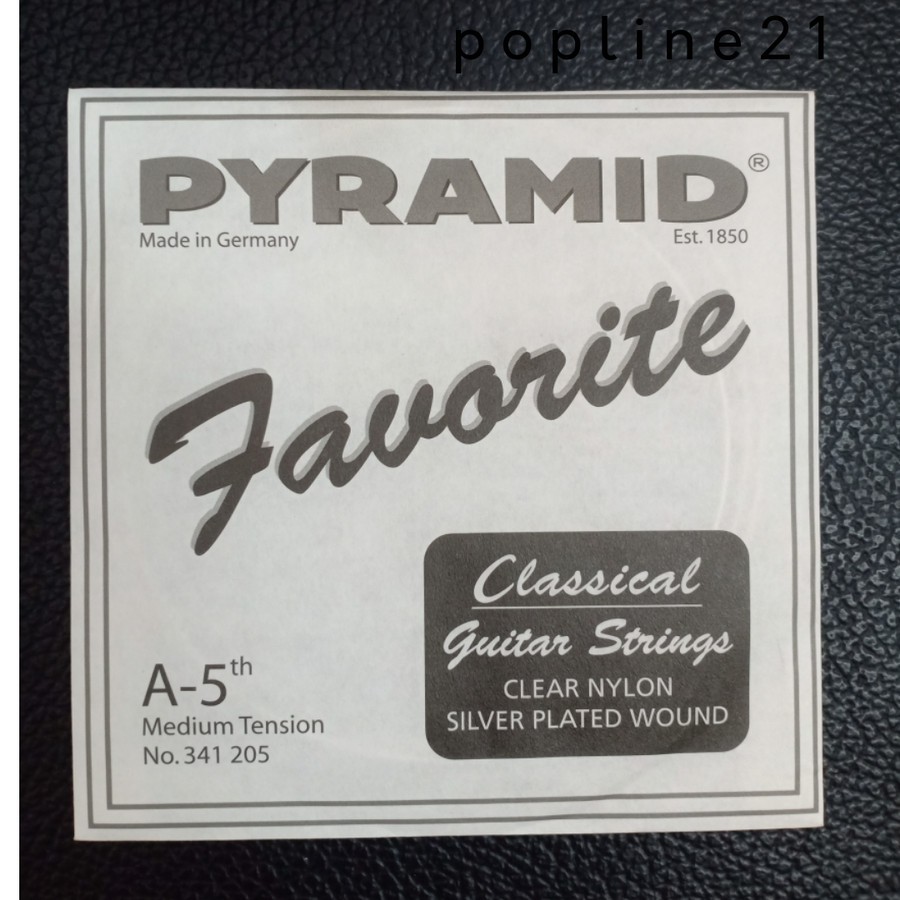 popline21
PYRAMID®
Made in Germany
Est. 1850
Favorite
Classical
Guitar Strings
CLEAR NYLON
SILVER PLATED WOUND
A-5th
Medium Tension
No. 341 205